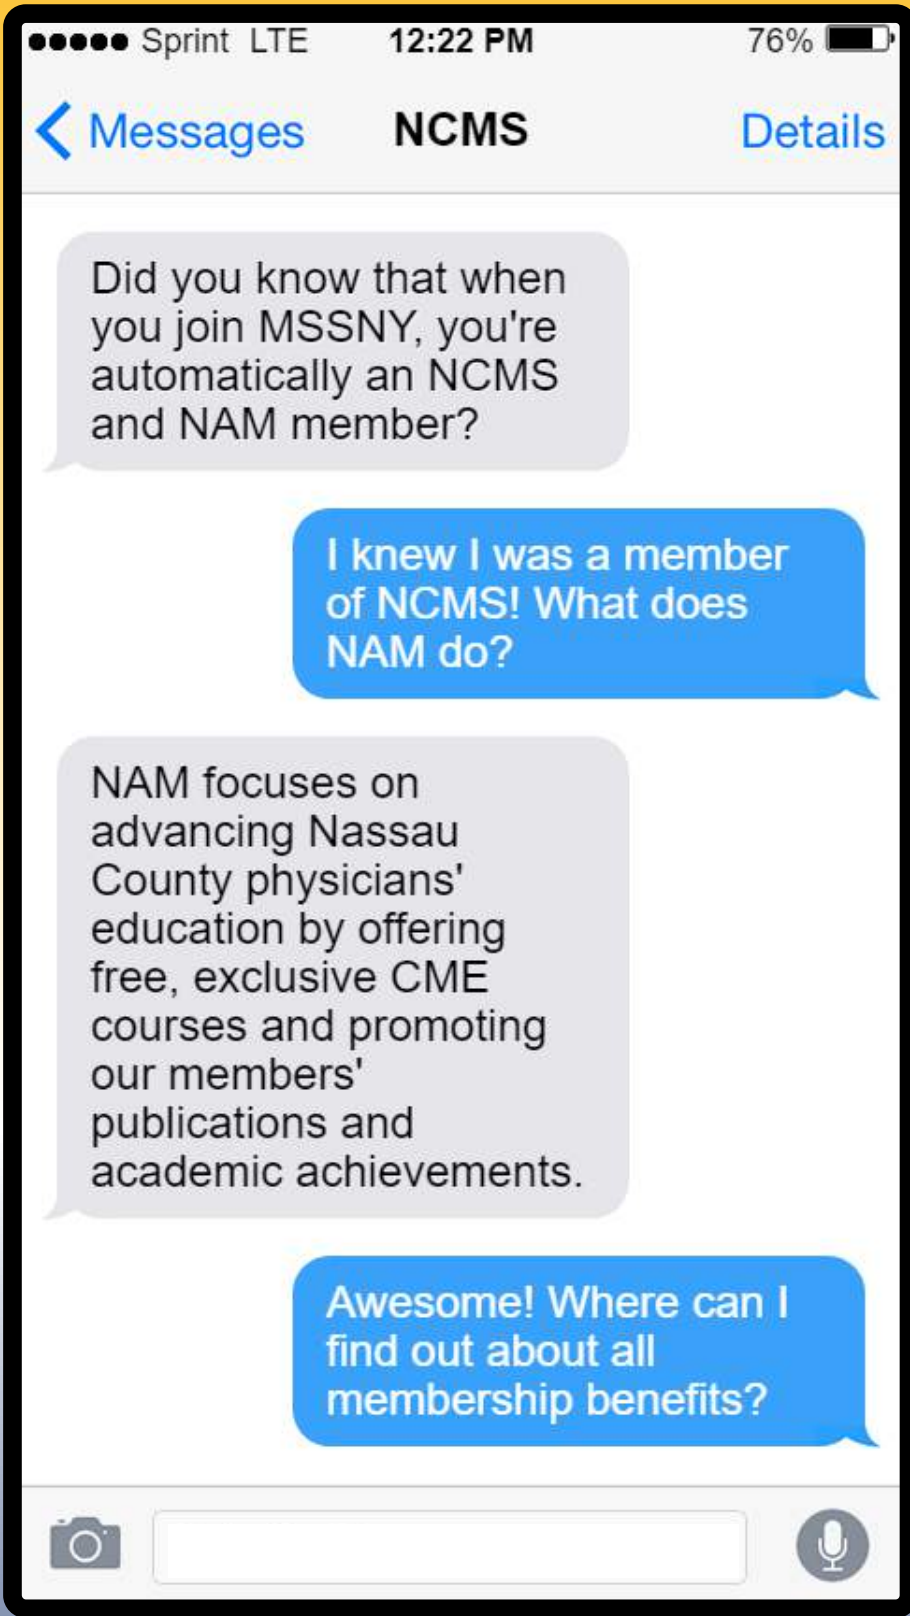 Sprint LTE 12:22 PM 76%
Messages NCMS Details
Did you know that when
you join MSSNY, you're
automatically an NCMS
and NAM member?
I knew I was a member
of NCMS! What does
NAM do?
NAM focuses on
advancing Nassau
County physicians'
education by offering
free, exclusive CME
courses and promoting
our members'
publications and
academic achievements.
Awesome! Where can I
find out about all
membership benefits?